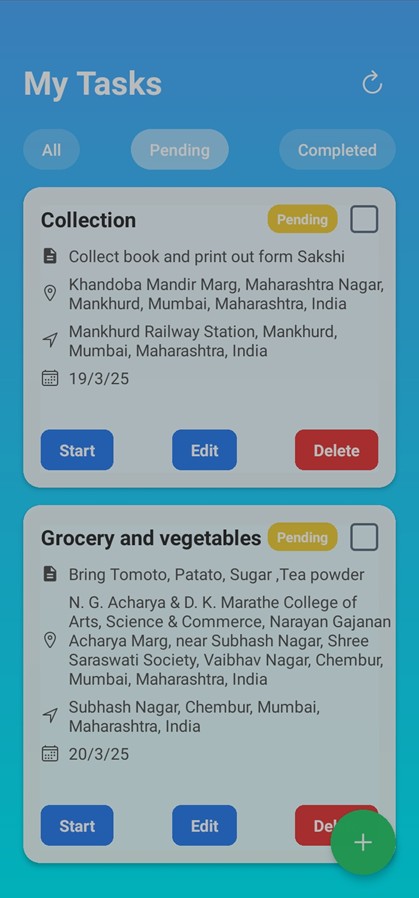 My Tasks
All
Pending
Completed
Collection
Pending
Collect book and print out form Sakshi
Khandoba Mandir Marg, Maharashtra Nagar,
Mankhurd, Mumbai, Maharashtra, India
Mankhurd Railway Station, Mankhurd,
Mumbai, Maharashtra, India
19/3/25
Start
Edit
Delete
Grocery and vegetables
Pending
Bring Tomoto, Patato, Sugar ,Tea powder
N. G. Acharya & D. K. Marathe College of
Arts, Science & Commerce, Narayan Gajanan
Acharya Marg, near Subhash Nagar, Shree
Saraswati Society, Vaibhav Nagar, Chembur,
Mumbai, Maharashtra, India
Subhash Nagar, Chembur, Mumbai,
Maharashtra, India
20/3/25
Start
Edit